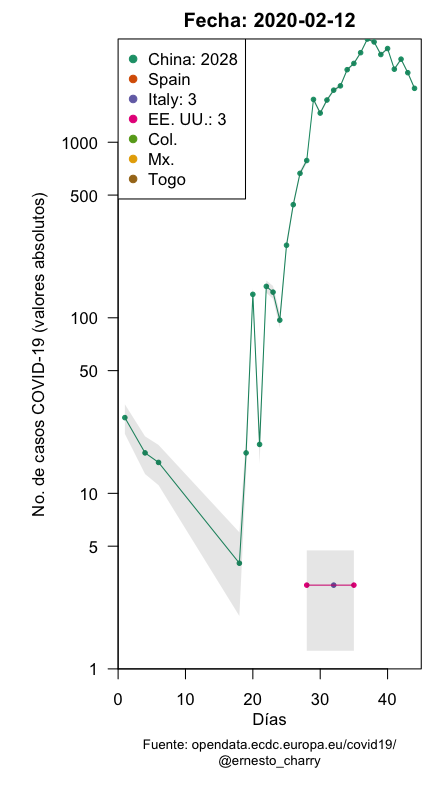 Fecha: 2020-02-12
China: 2028
Spain
Italy: 3
EE. UU.: 3
Col.
Mx.
Togo
No. de casos COVID-19 (valores absolutos)
1000
500
100
50
10
5
1
0 10 20 30 40
Días
Fuente: opendata.ecdc.europa.eu/covid19/
@ernesto_charry